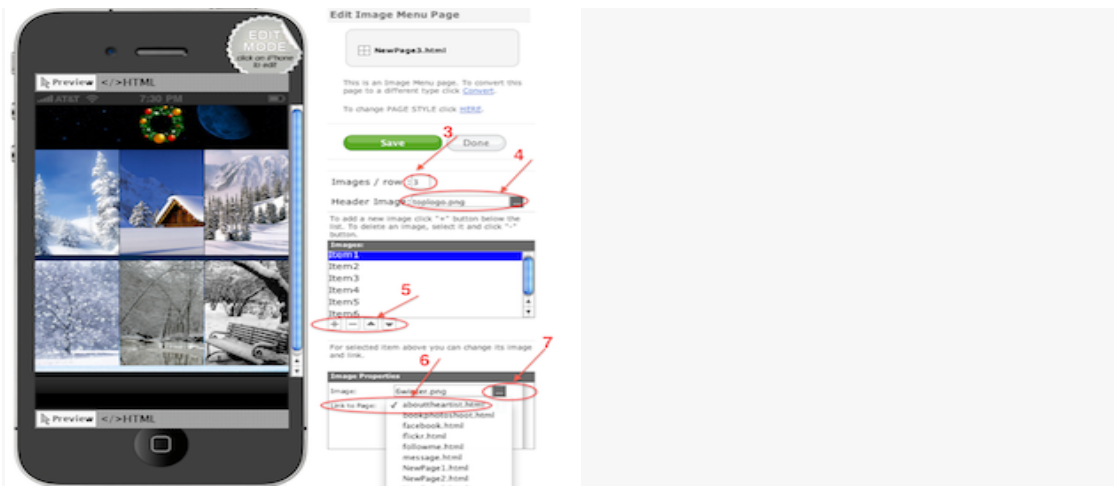 EDIT
MODE
click on iPhone
to edit
Preview </>HTML
AT&T 7:30 PM
Preview </>HTML
Edit Image Menu Page
NewPage3.html
This is an Image Menu page. To convert this
page to a different type click Convert.
To change PAGE STYLE click HERE.
3
Save Done
4
Images / row: 3
Header Image: toplogo.png ...
To add a new image click "+" button below the
list. To delete an image, select it and click "-"
button.
Images:
Item1
Item2
Item3
Item4
5
Item5
Item6
+ −
For selected item above you can change its image
and link.
7
6
Image Properties
Image: ...
Link to Page: ✓ abouttheartist.html
bookphotoshoot.html
facebook.html
flickr.html
followme.html
message.html
NewPage1.html
NewPage2.html